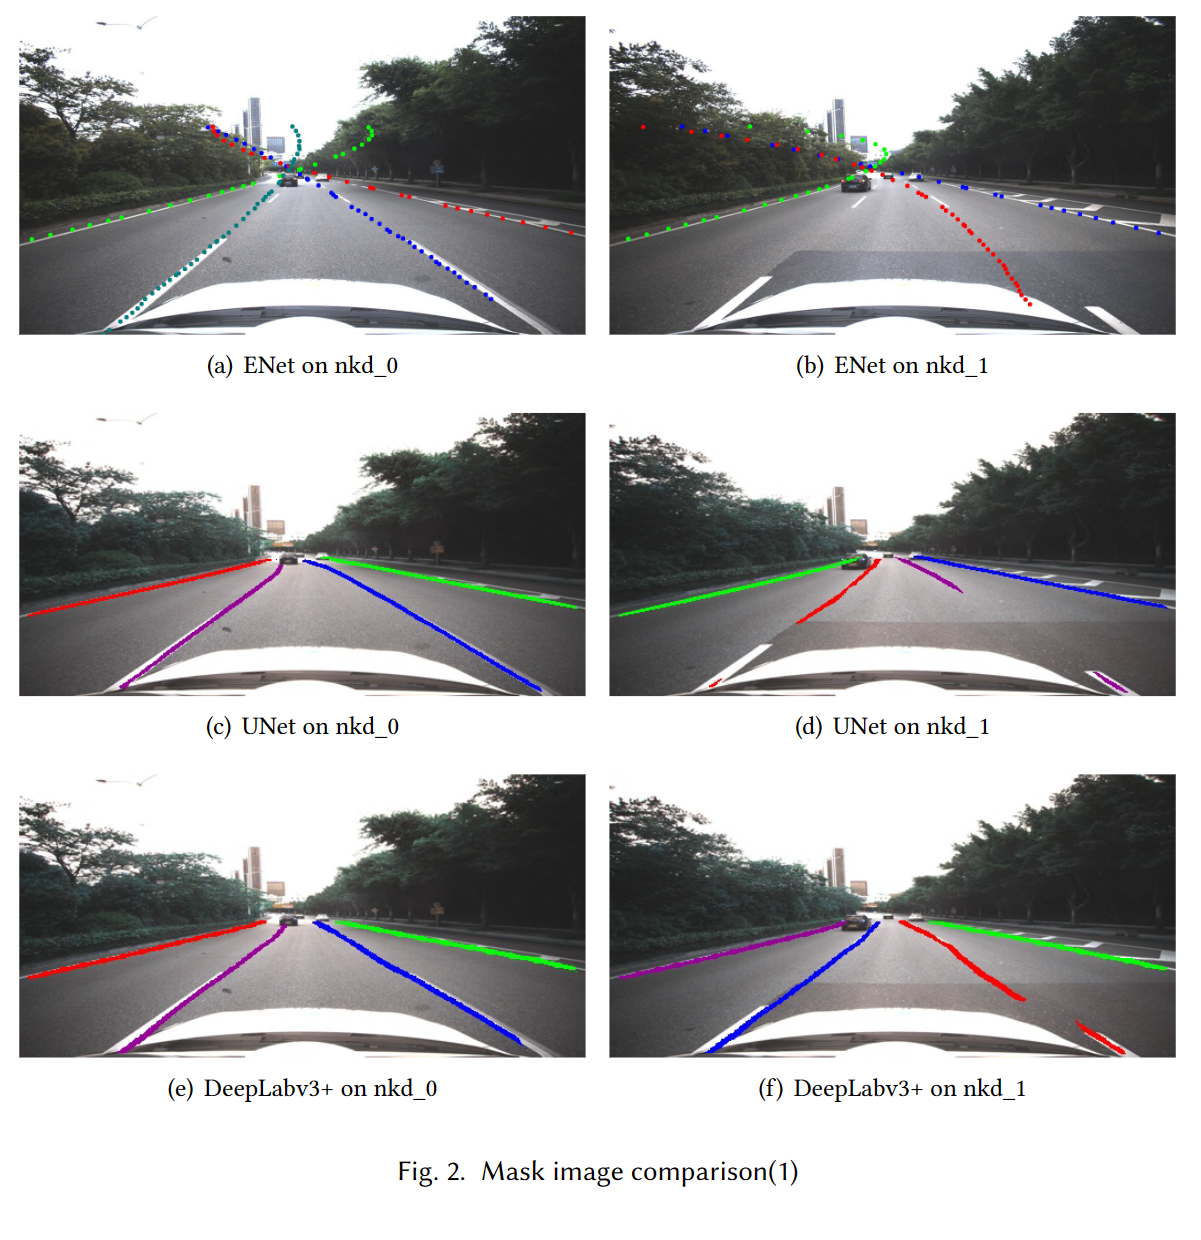 (a) ENet on nkd_0
(b) ENet on nkd_1
(c) UNet on nkd_0
(d) UNet on nkd_1
(e) DeepLabv3+ on nkd_0
(f) DeepLabv3+ on nkd_1
Fig. 2. Mask image comparison(1)